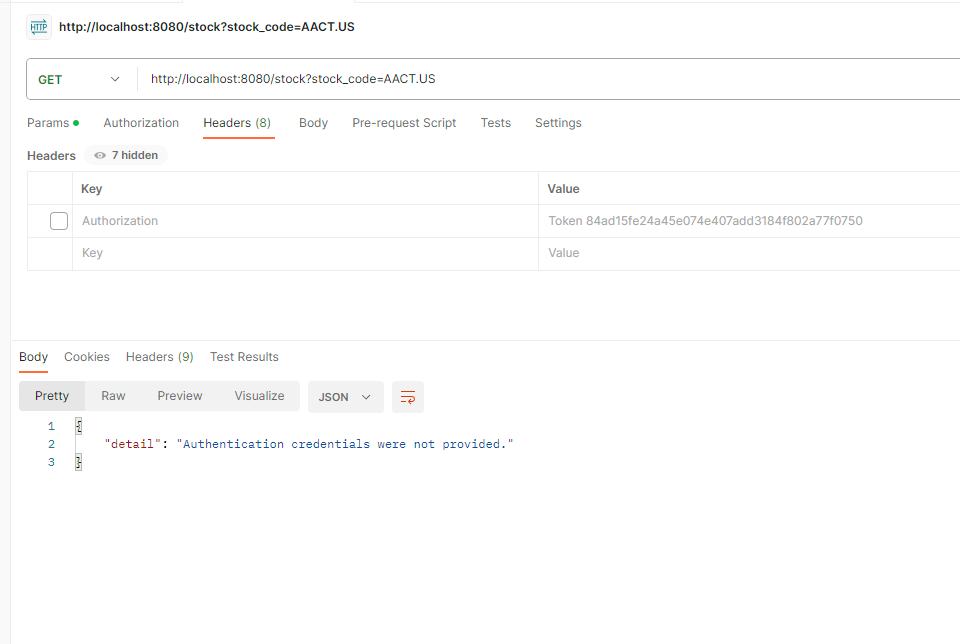 HTTP http://localhost:8080/stock?stock_code=AACT.US
GET http://localhost:8080/stock?stock_code=AACT.US
Params Authorization Headers (8) Body Pre-request Script Tests Settings
Headers 7 hidden
Key Value
Authorization Token 84ad15fe24a45e074e407add3184f802a77f0750
Key Value
Body Cookies Headers (9) Test Results
Pretty Raw Preview Visualize JSON
1 {
2 "detail": "Authentication credentials were not provided."
3 }